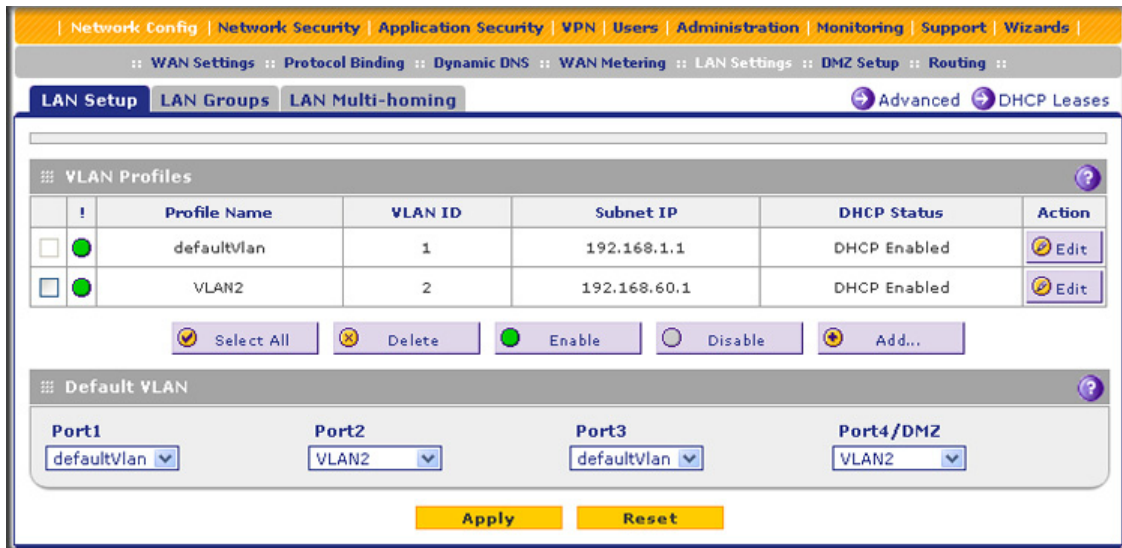 | Network Config | Network Security | Application Security | VPN | Users | Administration | Monitoring | Support | Wizards |
:: WAN Settings :: Protocol Binding :: Dynamic DNS :: WAN Metering :: LAN Settings :: DMZ Setup :: Routing ::
LAN Setup LAN Groups LAN Multi-homing Advanced DHCP Leases
VLAN Profiles ?
! Profile Name VLAN ID Subnet IP DHCP Status Action
defaultVlan 1 192.168.1.1 DHCP Enabled Edit
VLAN2 2 192.168.60.1 DHCP Enabled Edit
Select All Delete Enable Disable Add...
Default VLAN ?
Port1 Port2 Port3 Port4/DMZ
defaultVlan VLAN2 defaultVlan VLAN2
Apply Reset